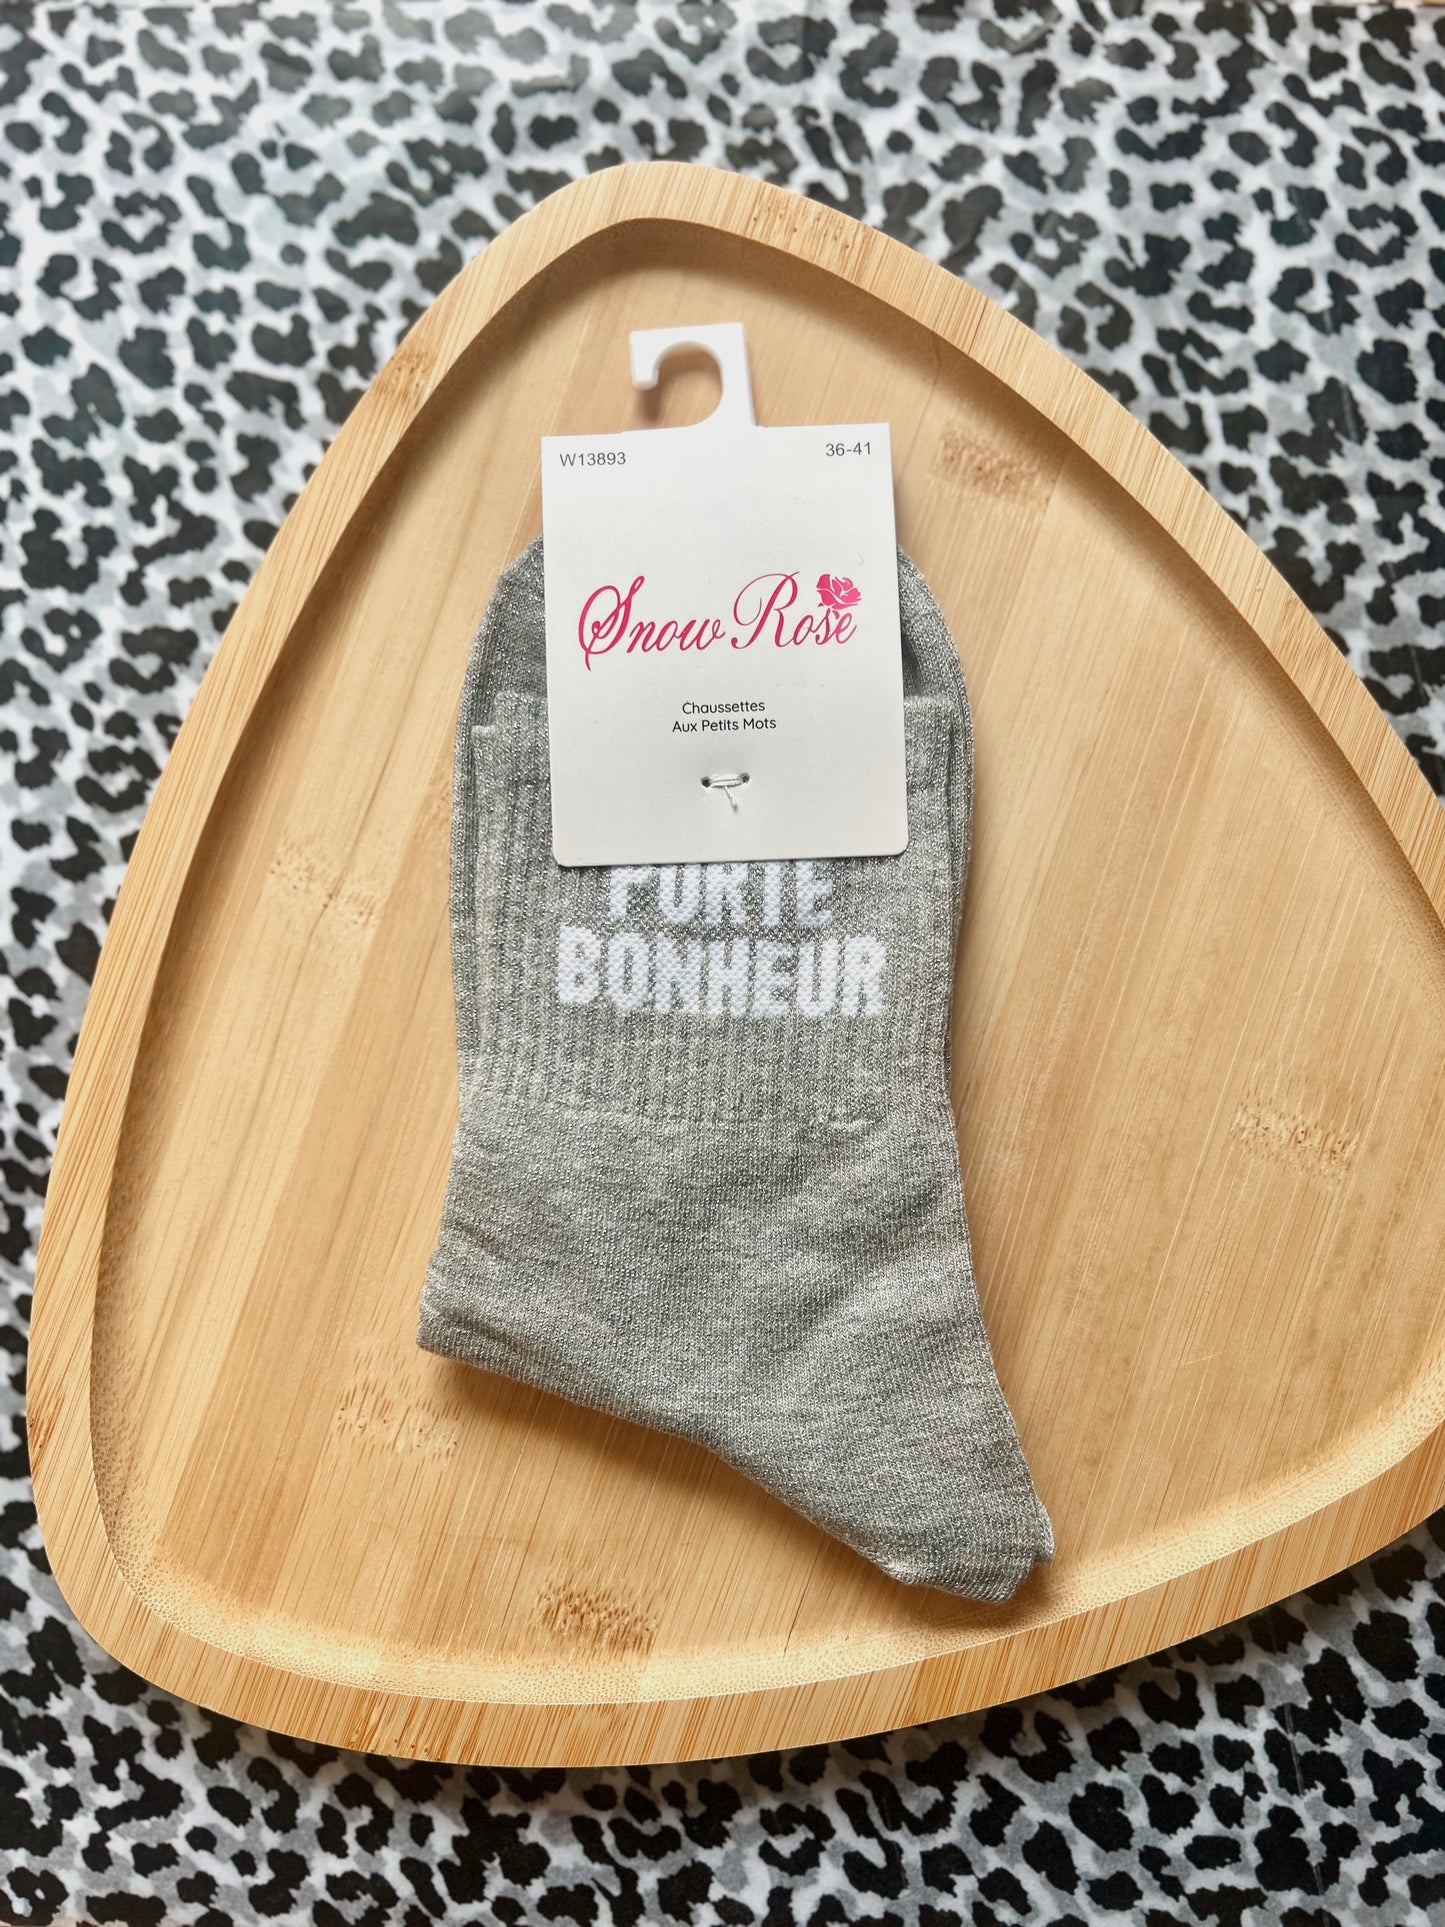 W13893 36-41
Snow Rose
Chaussettes
Aux Petits Mots
PORTE
BONHEUR